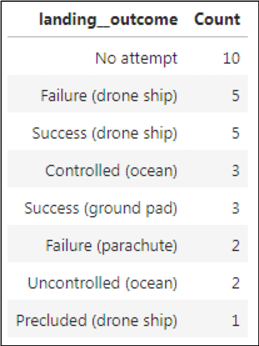 landing__outcome Count
No attempt 10
Failure (drone ship) 5
Success (drone ship) 5
Controlled (ocean) 3
Success (ground pad) 3
Failure (parachute) 2
Uncontrolled (ocean) 2
Precluded (drone ship) 1